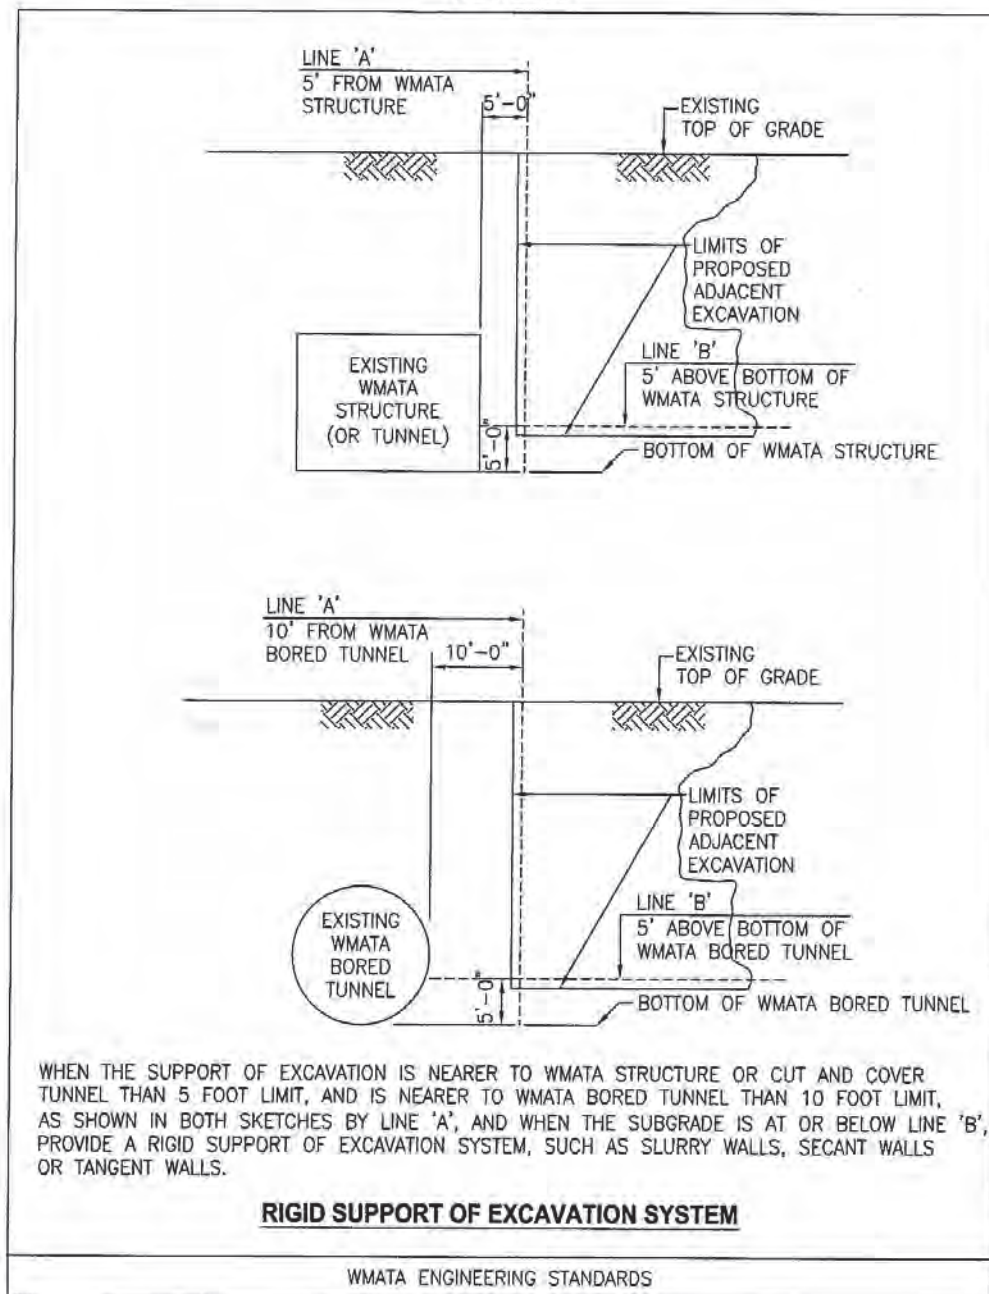 LINE 'A'
5' FROM WMATA
STRUCTURE
5'-0"
EXISTING
TOP OF GRADE
LIMITS OF
PROPOSED
ADJACENT
EXCAVATION
LINE 'B'
5' ABOVE BOTTOM OF
WMATA STRUCTURE
EXISTING
WMATA
STRUCTURE
(OR TUNNEL)
5'-0"
BOTTOM OF WMATA STRUCTURE
LINE 'A'
10' FROM WMATA
BORED TUNNEL
10'-0"
EXISTING
TOP OF GRADE
LIMITS OF
PROPOSED
ADJACENT
EXCAVATION
LINE 'B'
5' ABOVE BOTTOM OF
WMATA BORED TUNNEL
EXISTING
WMATA
BORED
TUNNEL
5'-0"
BOTTOM OF WMATA BORED TUNNEL
WHEN THE SUPPORT OF EXCAVATION IS NEARER TO WMATA STRUCTURE OR CUT AND COVER
TUNNEL THAN 5 FOOT LIMIT, AND IS NEARER TO WMATA BORED TUNNEL THAN 10 FOOT LIMIT,
AS SHOWN IN BOTH SKETCHES BY LINE 'A', AND WHEN THE SUBGRADE IS AT OR BELOW LINE 'B',
PROVIDE A RIGID SUPPORT OF EXCAVATION SYSTEM, SUCH AS SLURRY WALLS, SECANT WALLS
OR TANGENT WALLS.
RIGID SUPPORT OF EXCAVATION SYSTEM
WMATA ENGINEERING STANDARDS